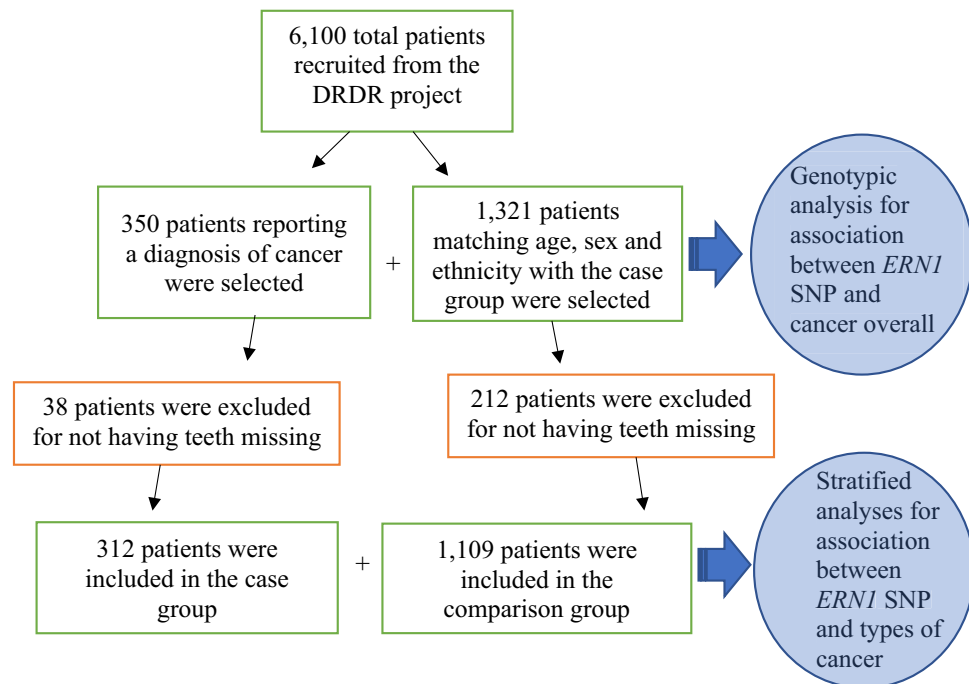 6,100 total patients
recruited from the
DRDR project
350 patients reporting
a diagnosis of cancer
were selected
+
1,321 patients
matching age, sex and
ethnicity with the case
group were selected
Genotypic
analysis for
association
between ERN1
SNP and
cancer overall
38 patients were excluded
for not having teeth missing
212 patients were excluded
for not having teeth missing
312 patients were
included in the case
group
+
1,109 patients were
included in the
comparison group
Stratified
analyses for
association
between
ERN1 SNP
and types of
cancer